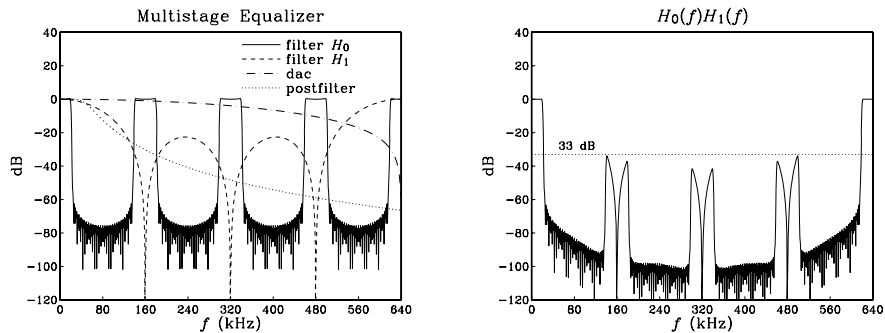 Multistage Equalizer
40
20
0
−20
−40
−60
−80
−100
−120
dB
filter H₀
filter H₁
dac
postfilter
0 80 160 240 320 400 480 560 640
f (kHz)
H₀(f)H₁(f)
40
20
0
−20
−40
−60
−80
−100
−120
dB
33 dB
0 80 160 240 320 400 480 560 640
f (kHz)